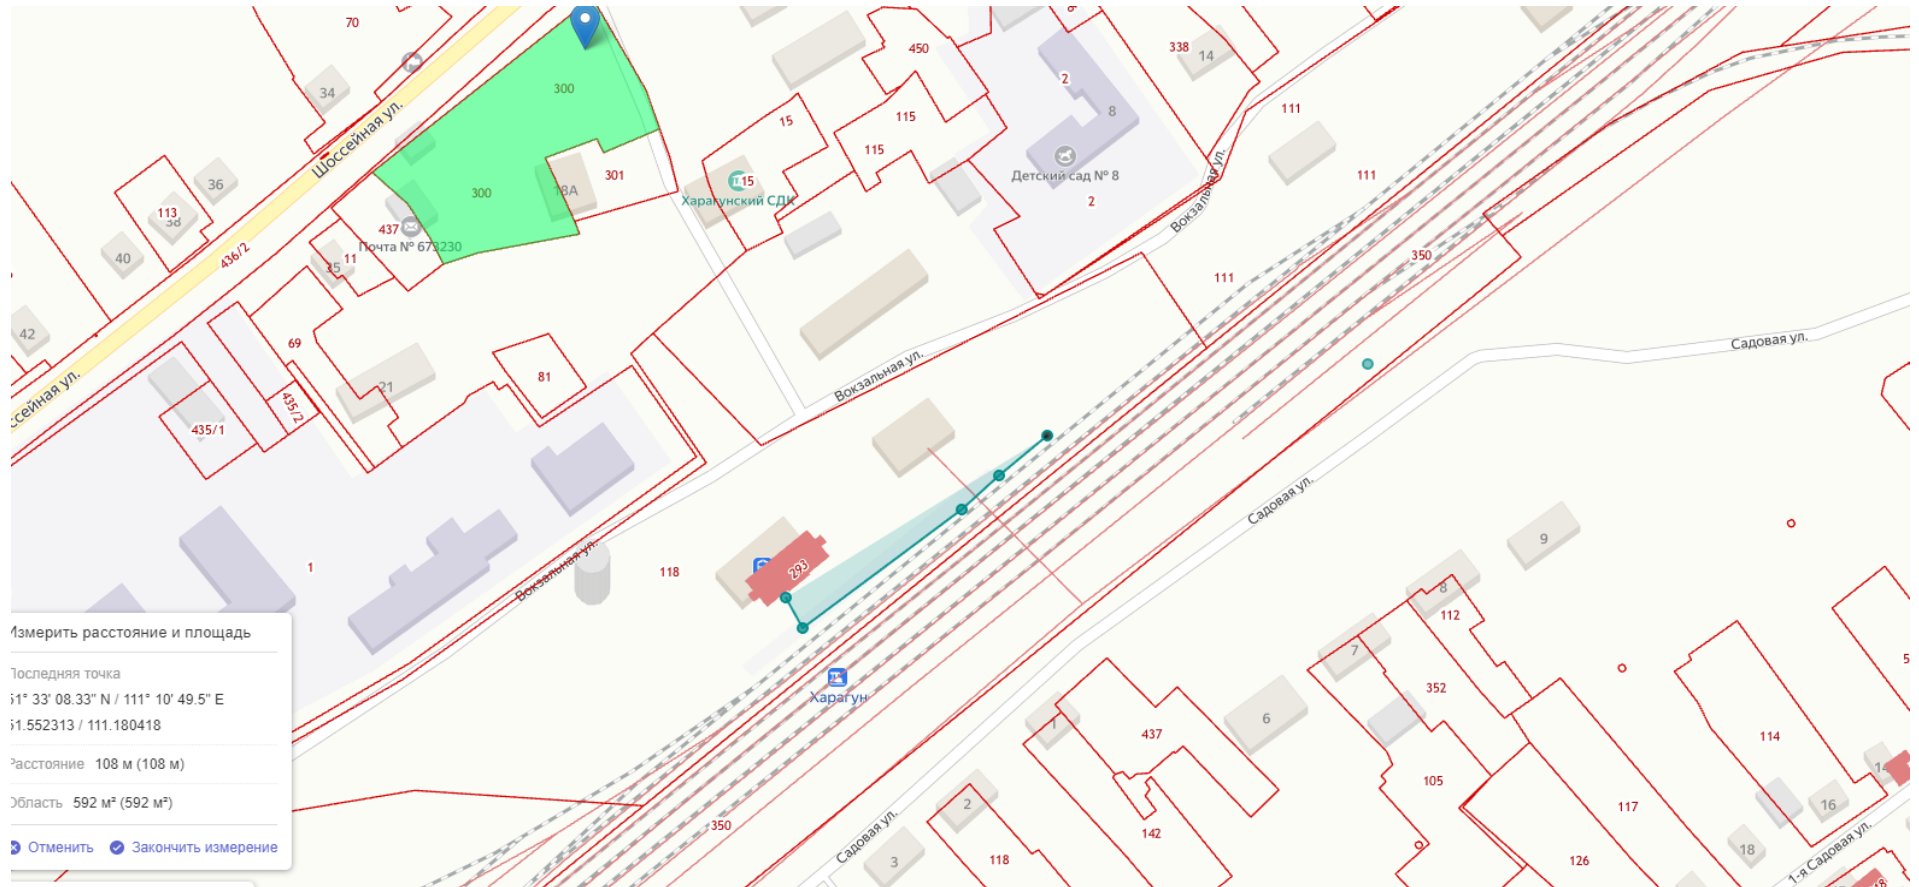 70
34
Шоссейная ул.
300
450
338
14
2
8
15
115
115
111
300
18А
301
15
Харагунский СДК
Детский сад № 8
2
Вокзальная ул.
111
36
113
38
437
Почта № 673230
11
35
40
436/2
350
111
42
69
21
81
435/2
435/1
Вокзальная ул.
Садовая ул.
Садовая ул.
1
Вокзальная ул.
118
293
9
8
112
7
Харагун
352
1
437
6
114
105
350
2
142
117
14
16
Садовая ул.
3
118
126
18
1-я Садовая ул.
Измерить расстояние и площадь
Последняя точка
51° 33' 08.33" N / 111° 10' 49.5" E
51.552313 / 111.180418
Расстояние 108 м (108 м)
Область 592 м² (592 м²)
Отменить Закончить измерение